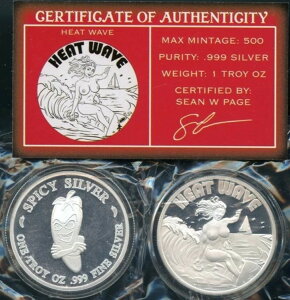 CERTIFICATE OF AUTHENTICITY
HEAT WAVE
HEAT WAVE
MAX MINTAGE: 500
PURITY: .999 SILVER
WEIGHT: 1 TROY OZ
CERTIFIED BY:
SEAN W PAGE
SPICY SILVER
ONE TROY OZ .999 FINE SILVER
HEAT WAVE